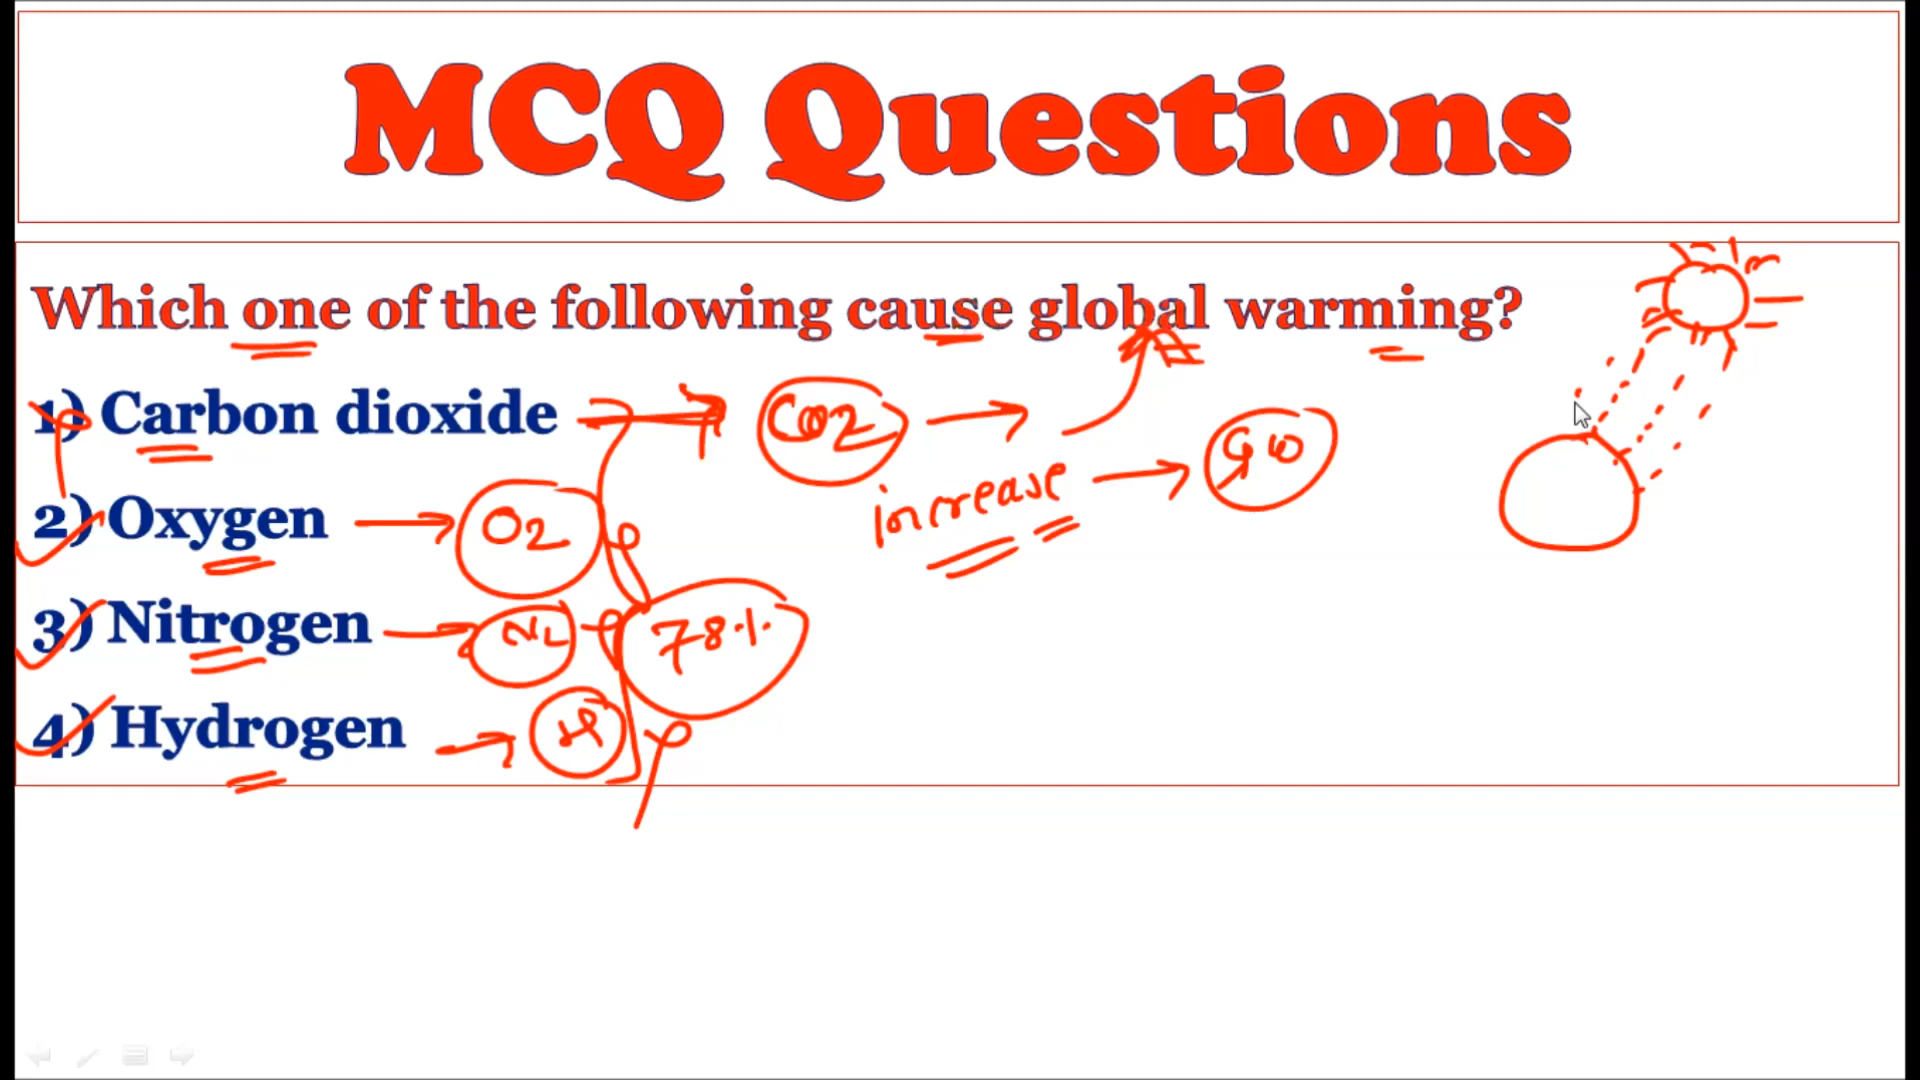 MCQ Questions
Which one of the following cause global warming?
1) Carbon dioxide CO2
increase GW
2) Oxygen O2
3) Nitrogen N2 78%
4) Hydrogen H